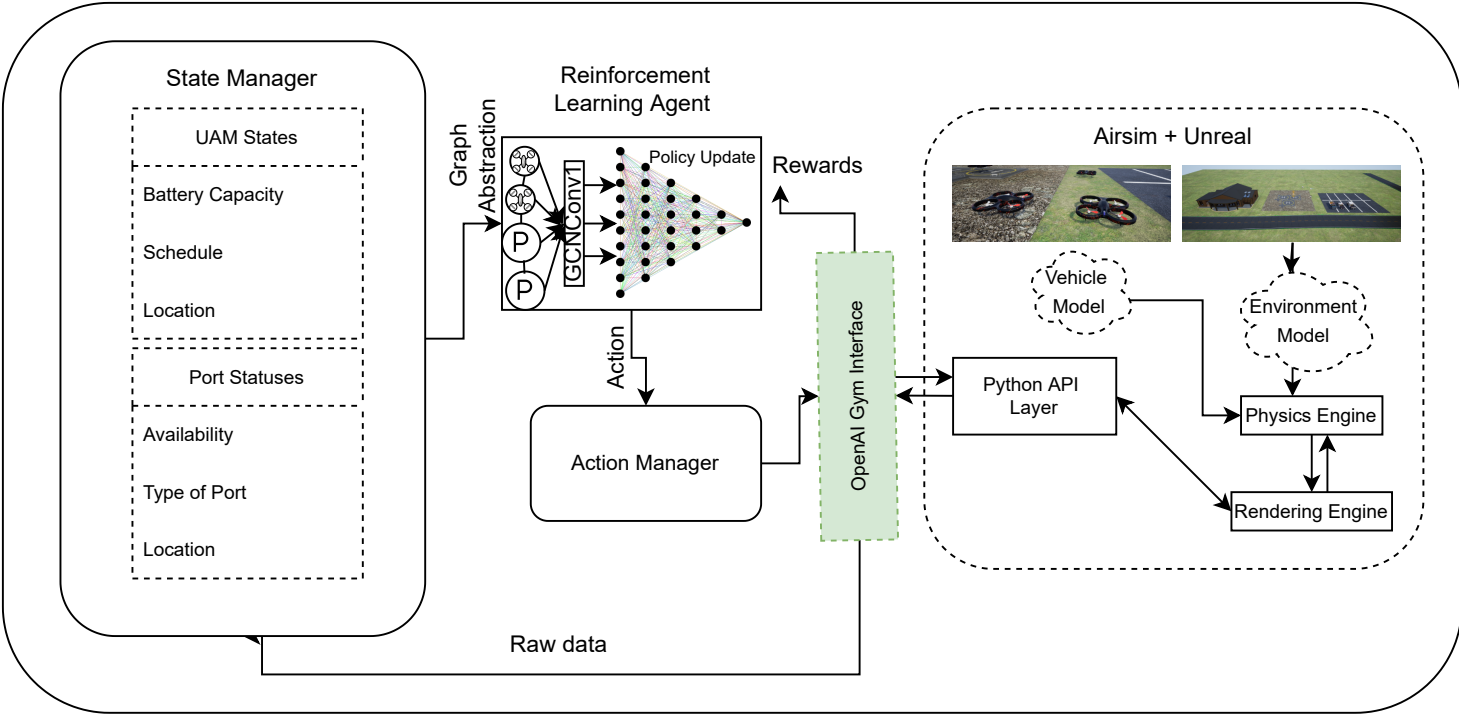 State Manager
UAM States
Battery Capacity
Schedule
Location
Port Statuses
Availability
Type of Port
Location
Graph
Abstraction
Reinforcement
Learning Agent
Policy Update
GCNConv1
P
P
Action
Action Manager
Rewards
OpenAI Gym Interface
Raw data
Airsim + Unreal
Vehicle
Model
Environment
Model
Python API
Layer
Physics Engine
Rendering Engine